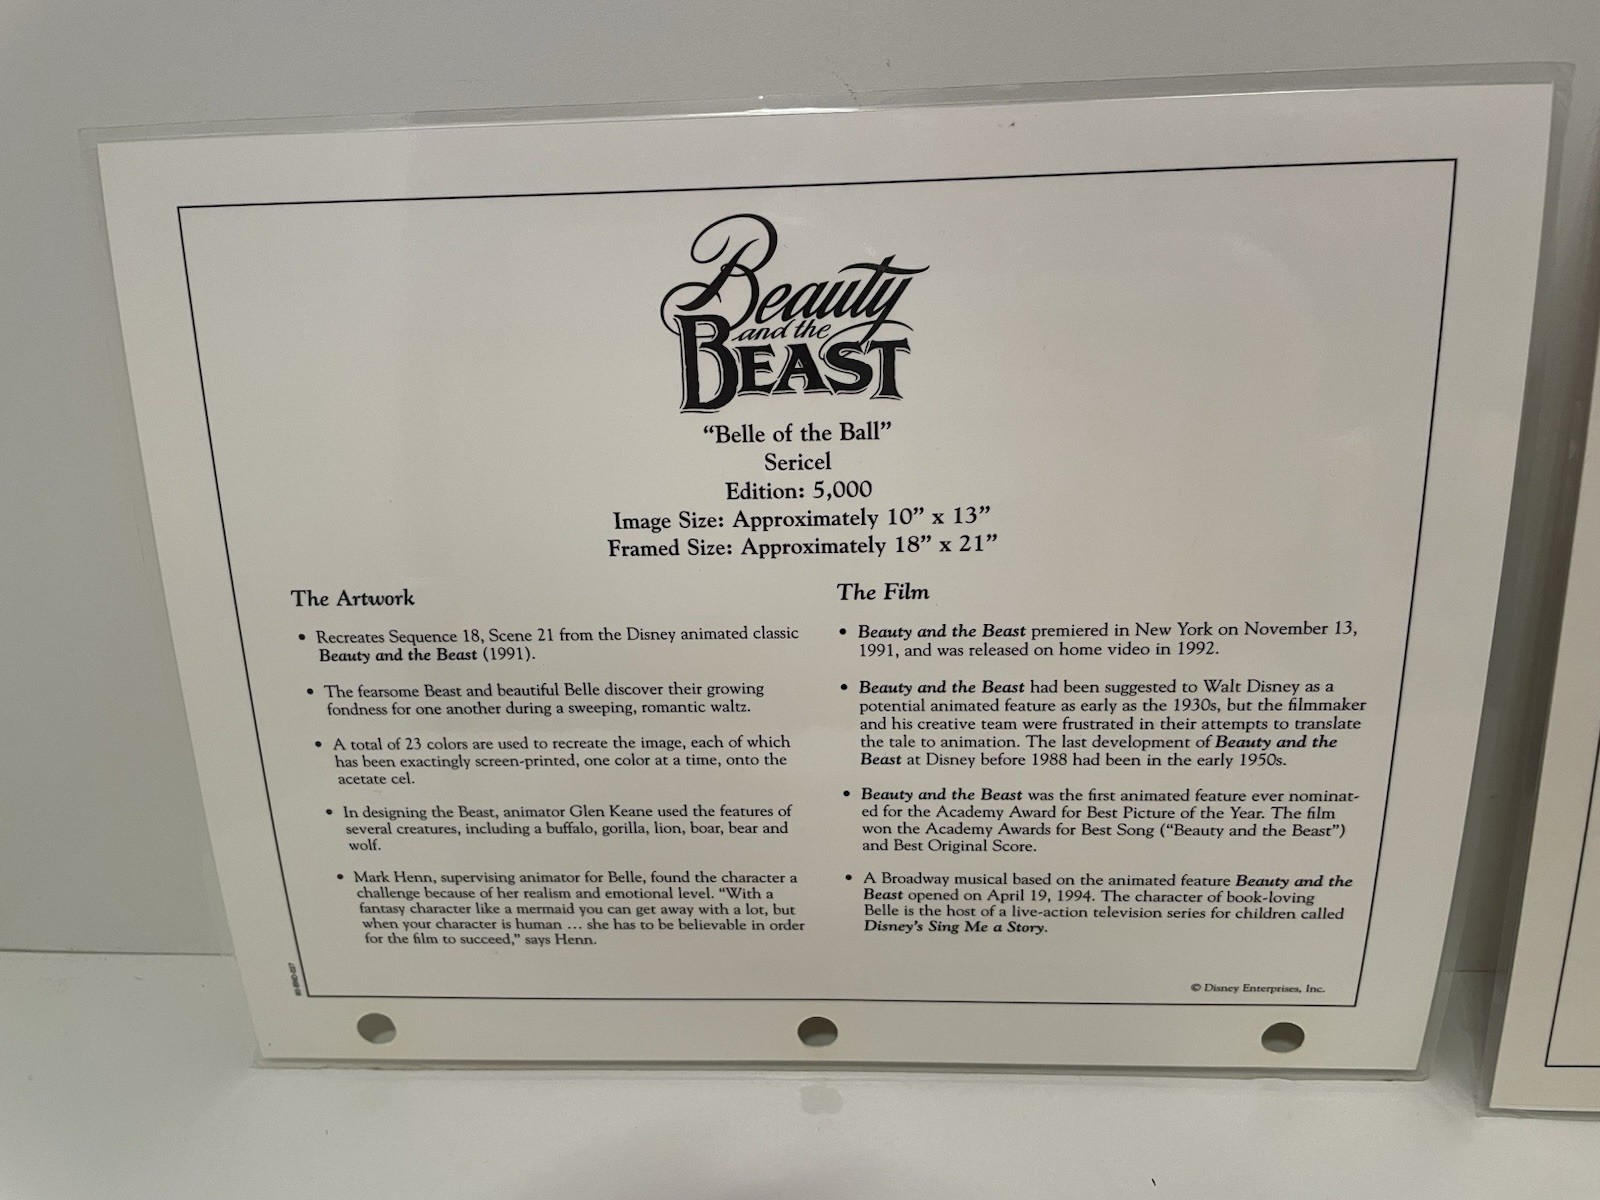 Beauty
and the
BEAST
“Belle of the Ball”
Sericel
Edition: 5,000
Image Size: Approximately 10” x 13”
Framed Size: Approximately 18” x 21”
The Artwork
• Recreates Sequence 18, Scene 21 from the Disney animated classic
Beauty and the Beast (1991).
• The fearsome Beast and beautiful Belle discover their growing
fondness for one another during a sweeping, romantic waltz.
• A total of 23 colors are used to recreate the image, each of which
has been exactingly screen-printed, one color at a time, onto the
acetate cel.
• In designing the Beast, animator Glen Keane used the features of
several creatures, including a buffalo, gorilla, lion, boar, bear and
wolf.
• Mark Henn, supervising animator for Belle, found the character a
challenge because of her realism and emotional level. “With a
fantasy character like a mermaid you can get away with a lot, but
when your character is human ... she has to be believable in order
for the film to succeed,” says Henn.
The Film
• Beauty and the Beast premiered in New York on November 13,
1991, and was released on home video in 1992.
• Beauty and the Beast had been suggested to Walt Disney as a
potential animated feature as early as the 1930s, but the filmmaker
and his creative team were frustrated in their attempts to translate
the tale to animation. The last development of Beauty and the
Beast at Disney before 1988 had been in the early 1950s.
• Beauty and the Beast was the first animated feature ever nominat-
ed for the Academy Award for Best Picture of the Year. The film
won the Academy Awards for Best Song (“Beauty and the Beast”)
and Best Original Score.
• A Broadway musical based on the animated feature Beauty and the
Beast opened on April 19, 1994. The character of book-loving
Belle is the host of a live-action television series for children called
Disney’s Sing Me a Story.
© Disney Enterprises, Inc.